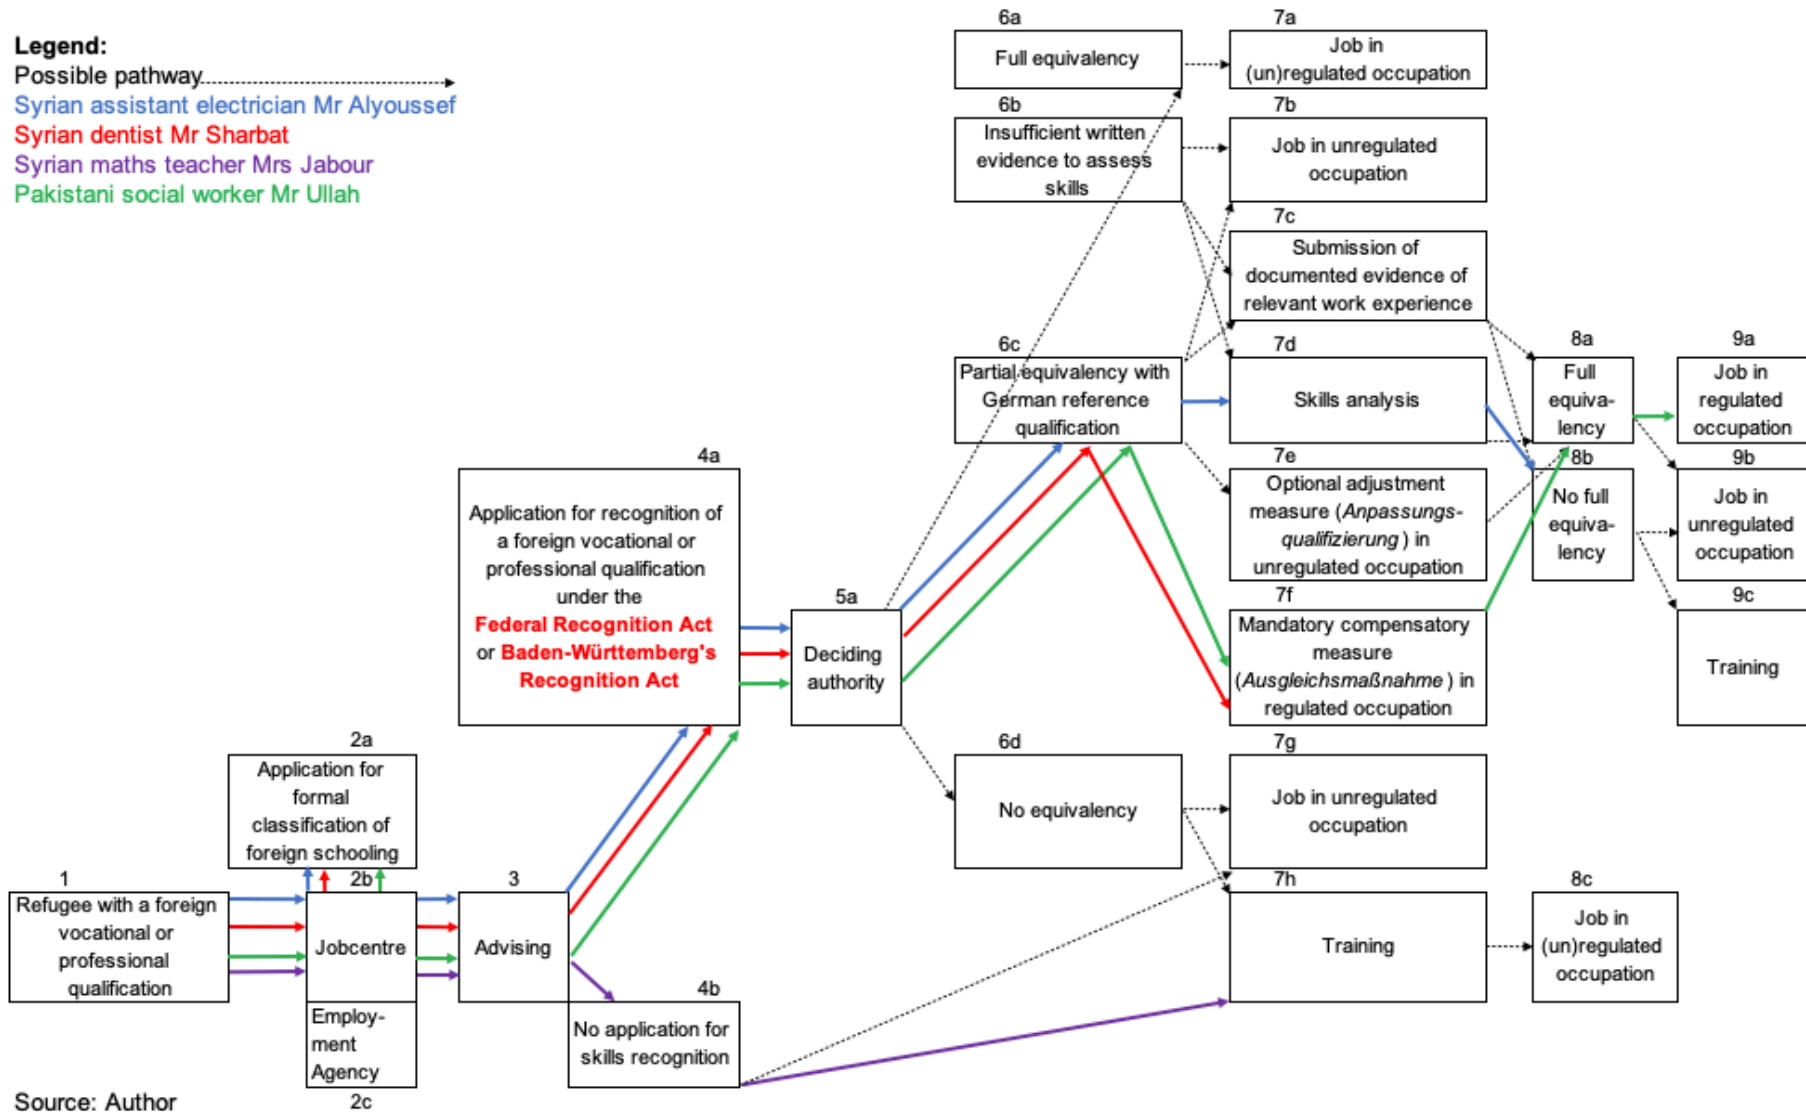 Legend:
Possible pathway
Syrian assistant electrician Mr Alyoussef
Syrian dentist Mr Sharbat
Syrian maths teacher Mrs Jabour
Pakistani social worker Mr Ullah
1
Refugee with a foreign
vocational or
professional
qualification
2a
Application for
formal
classification of
foreign schooling
2b
Jobcentre
Employ-
ment
Agency
2c
3
Advising
4a
Application for recognition of
a foreign vocational or
professional qualification
under the
Federal Recognition Act
or Baden-Württemberg's
Recognition Act
4b
No application for
skills recognition
5a
Deciding
authority
6a
Full equivalency
6b
Insufficient written
evidence to assess
skills
6c
Partial equivalency with
German reference
qualification
6d
No equivalency
7a
Job in
(un)regulated occupation
7b
Job in unregulated
occupation
7c
Submission of
documented evidence of
relevant work experience
7d
Skills analysis
7e
Optional adjustment
measure (Anpassungs-
qualifizierung) in
unregulated occupation
7f
Mandatory compensatory
measure
(Ausgleichsmaßnahme) in
regulated occupation
7g
Job in unregulated
occupation
7h
Training
8a
Full
equiva-
lency
8b
No full
equiva-
lency
8c
Job in
(un)regulated
occupation
9a
Job in
regulated
occupation
9b
Job in
unregulated
occupation
9c
Training
Source: Author